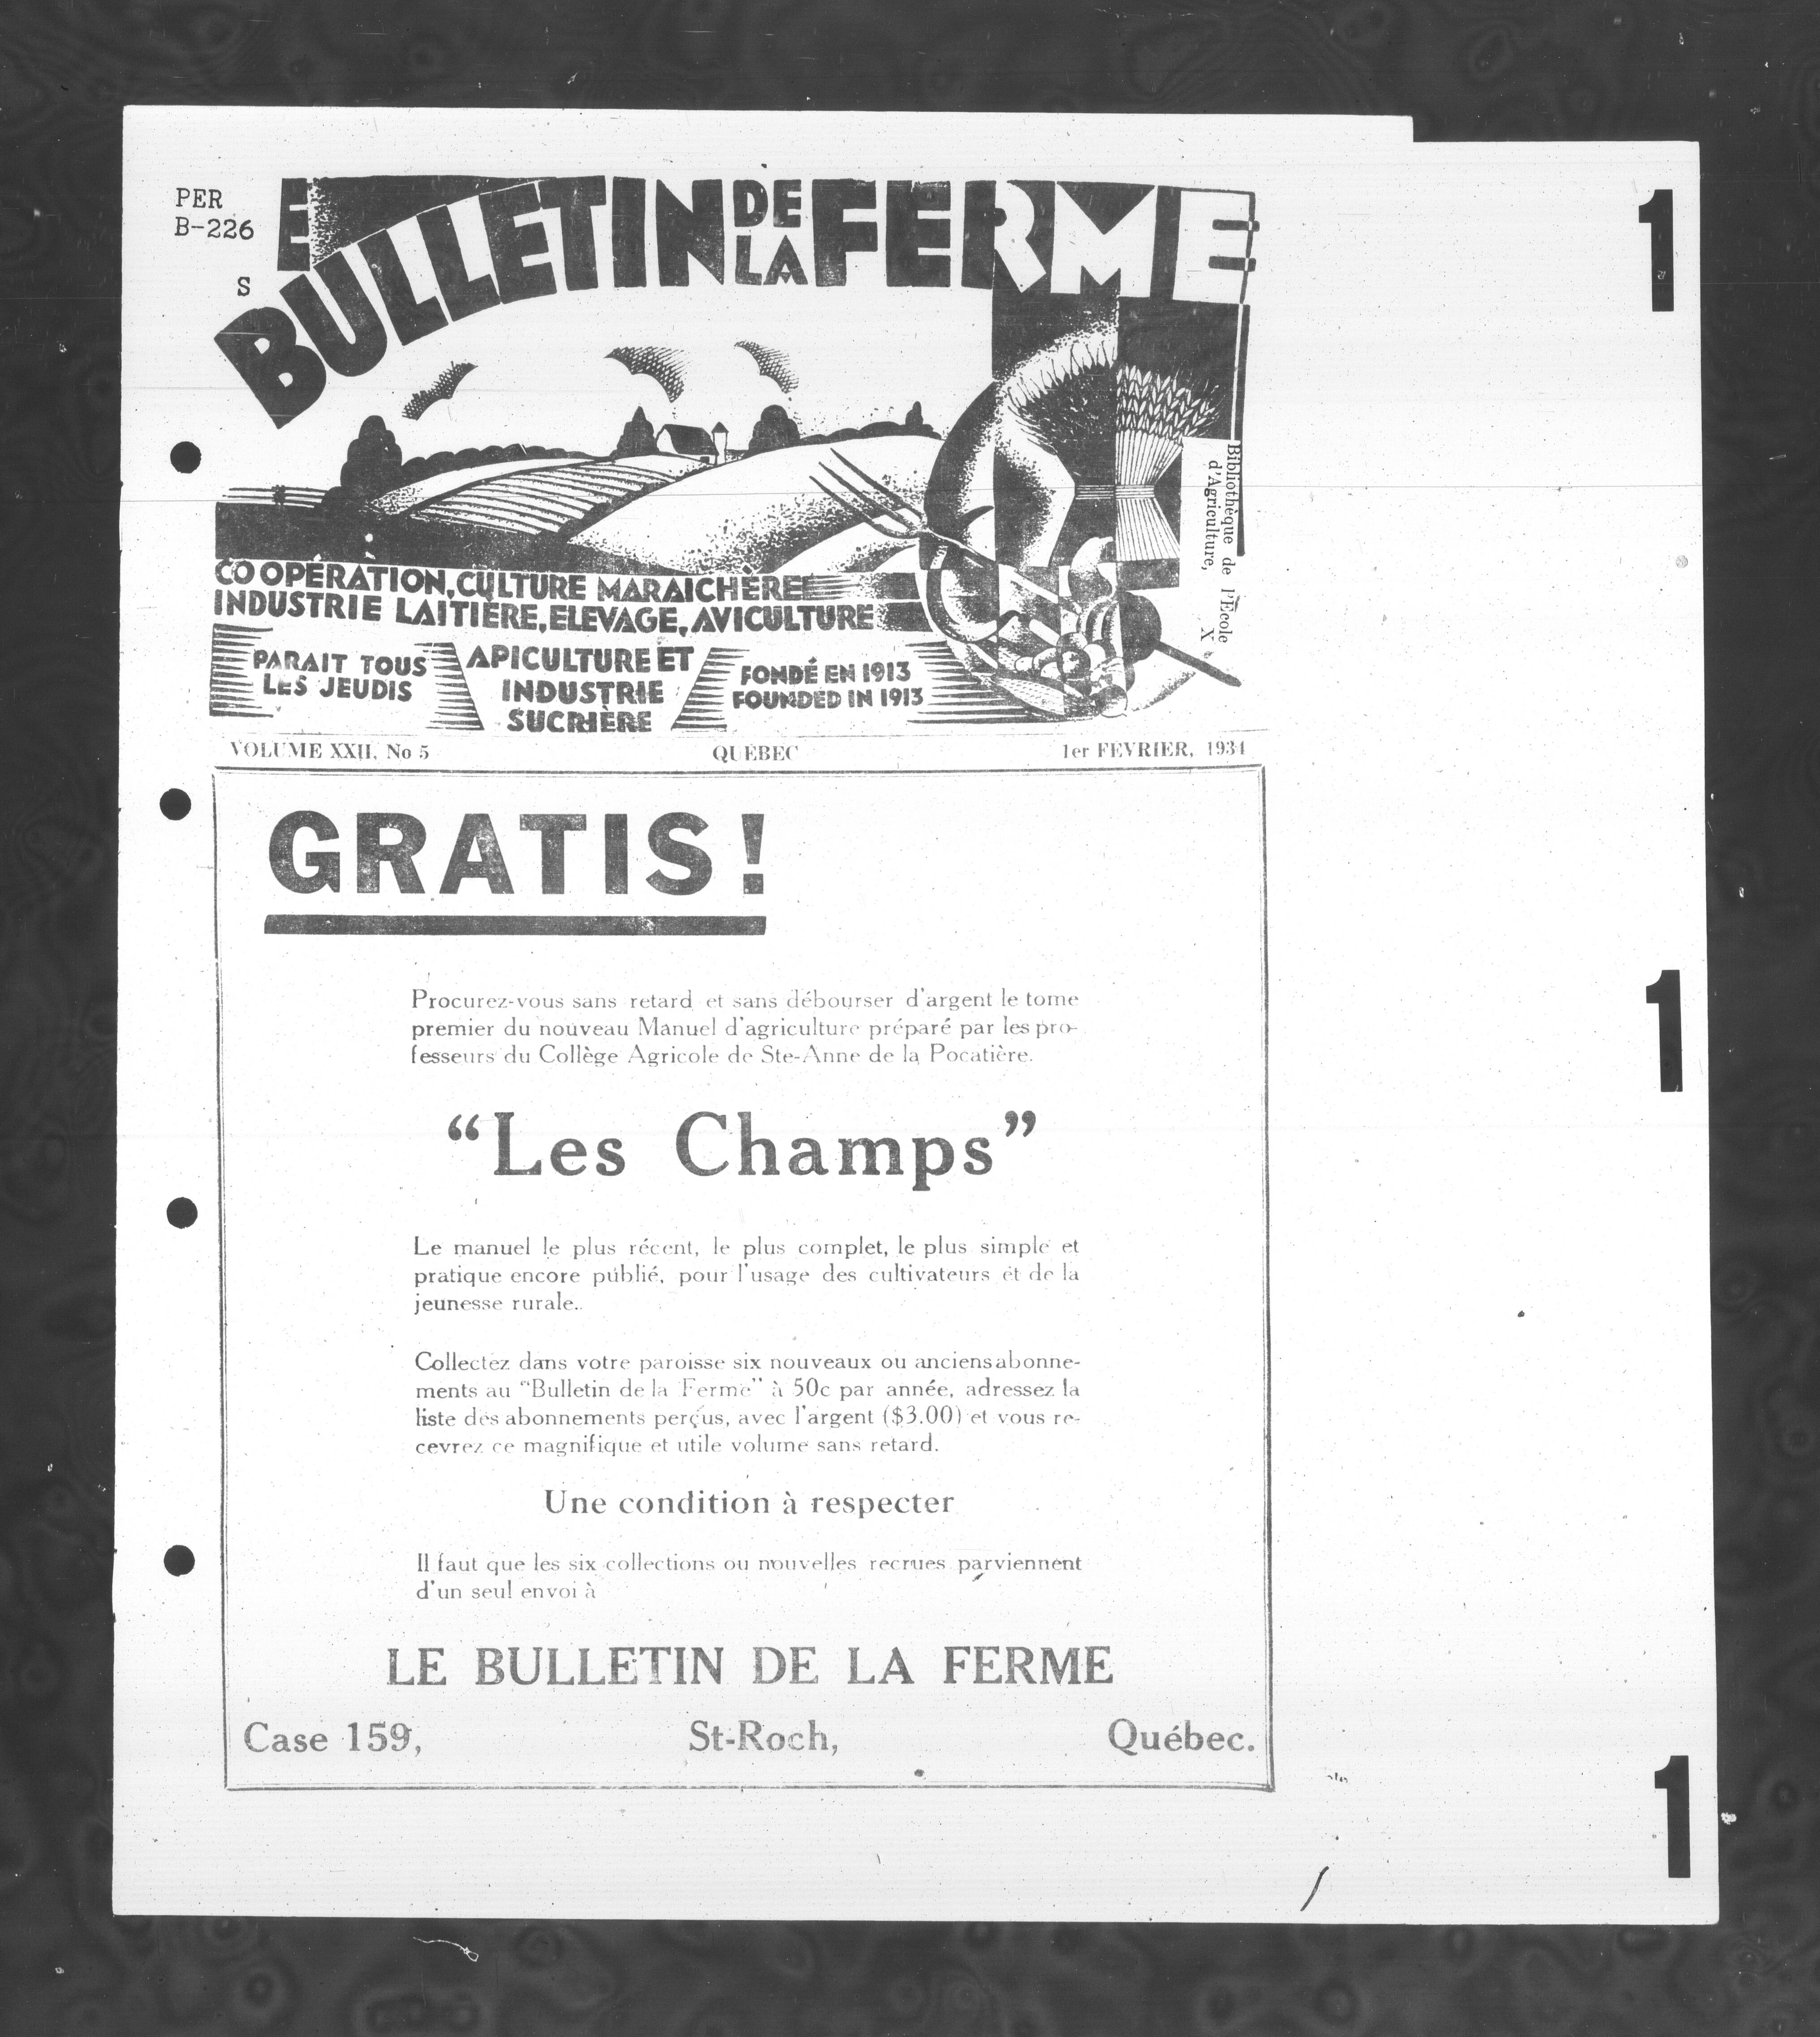 PER
B-226
S
E BULLETIN DE LA FERME
Bibliothèque de l'Ecole
d'Agriculture,
X
COOPÉRATION, CULTURE MARAICHÈRE
INDUSTRIE LAITIÈRE, ELEVAGE, AVICULTURE
PARAIT TOUS
LES JEUDIS
APICULTURE ET
INDUSTRIE
SUCRIÈRE
FONDÉ EN 1913
FOUNDED IN 1913
VOLUME XXII, No 5 QUÉBEC 1er FÉVRIER, 1934
GRATIS!
Procurez-vous sans retard et sans débourser d'argent le tome
premier du nouveau Manuel d'agriculture préparé par les pro-
fesseurs du Collège Agricole de Ste-Anne de la Pocatière.
“Les Champs”
Le manuel le plus récent, le plus complet, le plus simple et
pratique encore publié, pour l'usage des cultivateurs et de la
jeunesse rurale.
Collectez dans votre paroisse six nouveaux ou anciens abonne-
ments au "Bulletin de la Ferme" à 50c par année, adressez la
liste des abonnements perçus, avec l'argent ($3.00) et vous re-
cevrez ce magnifique et utile volume sans retard.
Une condition à respecter
Il faut que les six collections ou nouvelles recrues parviennent
d'un seul envoi à
LE BULLETIN DE LA FERME
Case 159, St-Roch, Québec.
1
1
1